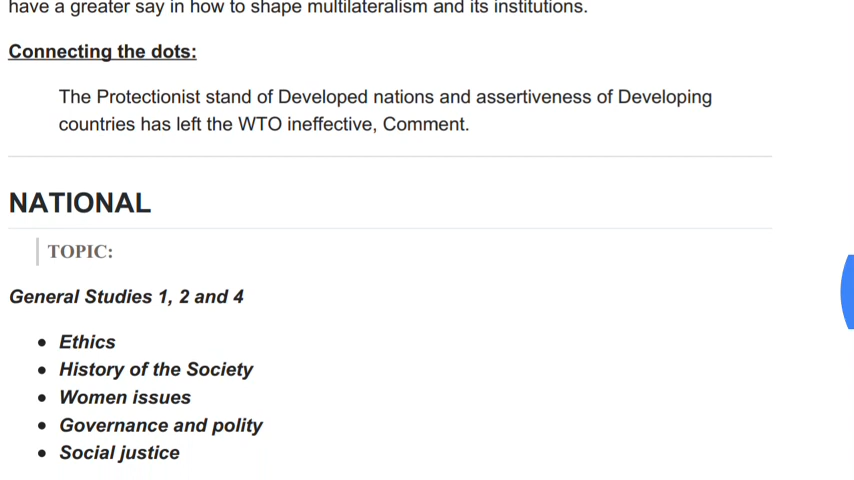 have a greater say in how to shape multilateralism and its institutions.
Connecting the dots:
The Protectionist stand of Developed nations and assertiveness of Developing
countries has left the WTO ineffective, Comment.
NATIONAL
TOPIC:
General Studies 1, 2 and 4
• Ethics
• History of the Society
• Women issues
• Governance and polity
• Social justice